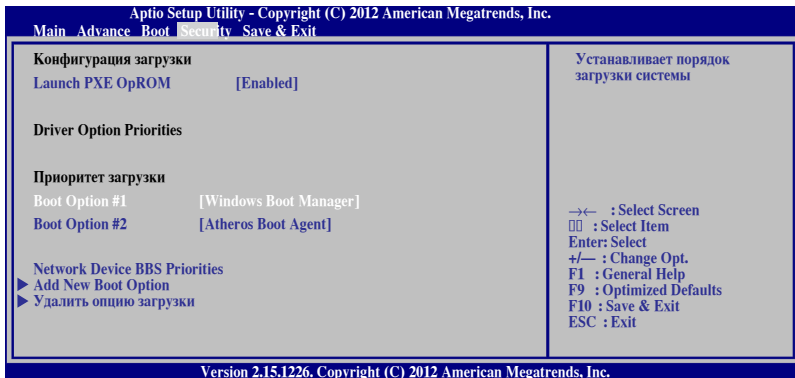 Aptio Setup Utility - Copyright (C) 2012 American Megatrends, Inc.
Main Advance Boot Security Save & Exit
Конфигурация загрузки
Launch PXE OpROM [Enabled]
Driver Option Priorities
Приоритет загрузки
Boot Option #1 [Windows Boot Manager]
Boot Option #2 [Atheros Boot Agent]
Network Device BBS Priorities
Add New Boot Option
Удалить опцию загрузки
Устанавливает порядок
загрузки системы
→← : Select Screen
▯▯ : Select Item
Enter: Select
+/— : Change Opt.
F1 : General Help
F9 : Optimized Defaults
F10 : Save & Exit
ESC : Exit
Version 2.15.1226. Copyright (C) 2012 American Megatrends, Inc.